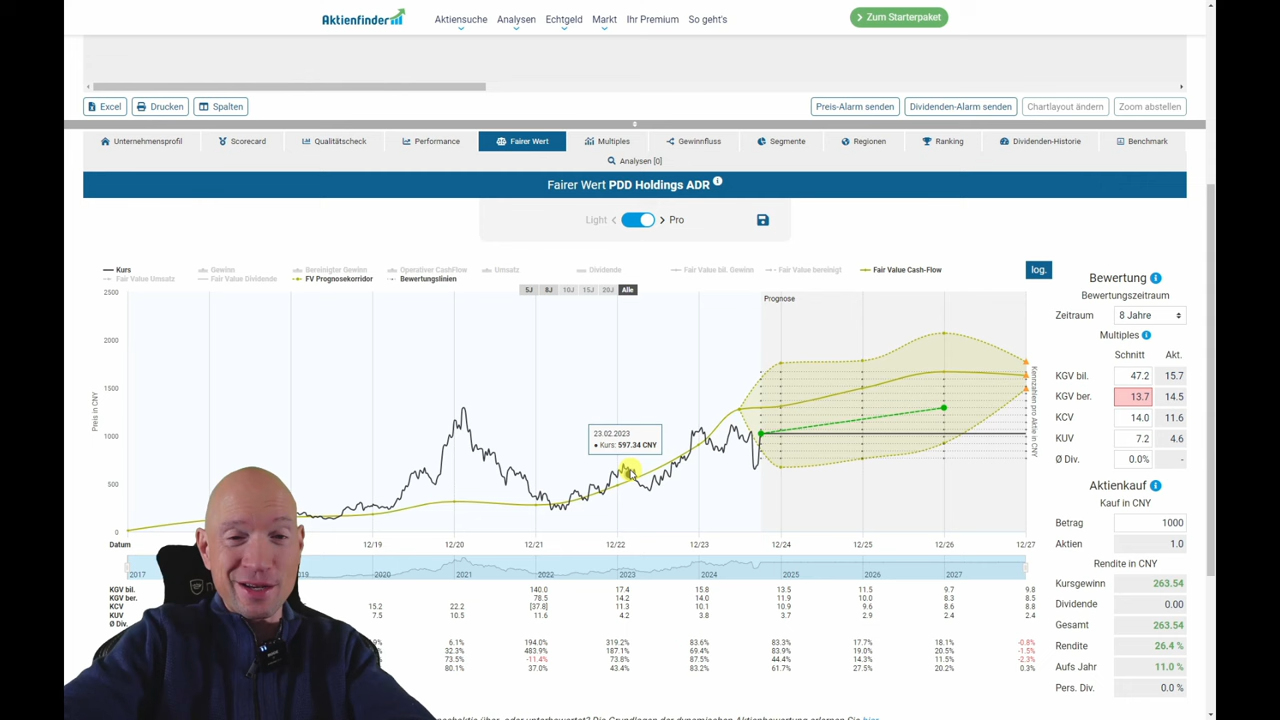 Aktienfinder
Aktiensuche Analysen Echtgeld Markt Ihr Premium So geht's
Zum Starterpaket
Excel Drucken Spalten
Preis-Alarm senden Dividenden-Alarm senden Chartlayout ändern Zoom abstellen
Unternehmensprofil Scorecard Qualitätscheck Performance Fairer Wert Multiples Gewinnfluss Segmente Regionen Ranking Dividenden-Historie Benchmark
Analysen [0]
Fairer Wert PDD Holdings ADR
Light < > Pro
Kurs Gewinn Bereinigter Gewinn Operativer CashFlow Umsatz Dividende Fair Value bil. Gewinn Fair Value bereinigt Fair Value Cash-Flow
Fair Value Umsatz Fair Value Dividende FV Prognosekorridor Bewertungslinien
log.
5J 8J 10J 15J 20J Alle
Prognose
2500
2000
1500
1000
500
0
Preis in CNY
Kennzahlen pro Aktie in CNY
23.02.2023
Kurs: 597.34 CNY
Datum 12/19 12/20 12/21 12/22 12/23 12/24 12/25 12/26 12/27
2017 2020 2021 2022 2023 2024 2025 2026 2027
KGV bil. 140.0 17.4 15.8 13.5 11.5 9.7 9.8
KGV ber. 78.5 14.2 14.0 11.9 10.0 8.3 8.5
KCV 15.2 22.2 [37.8] 11.3 10.1 10.9 9.6 8.6 8.8
KUV 7.5 10.5 11.6 4.2 3.8 3.7 2.9 2.4 2.4
Ø Div.
6.1% 194.0% 319.2% 83.6% 83.3% 17.7% 18.1% -0.8%
32.3% 483.9% 187.1% 69.4% 83.9% 19.0% 20.5% -1.5%
73.5% -11.4% 73.8% 87.5% 44.4% 14.3% 11.5% -2.3%
80.1% 37.0% 43.4% 83.2% 61.7% 27.5% 20.2% 0.3%
Bewertung
Bewertungszeitraum
Zeitraum 8 Jahre
Multiples
Schnitt Akt.
KGV bil. 47.2 15.7
KGV ber. 13.7 14.5
KCV 14.0 11.6
KUV 7.2 4.6
Ø Div. 0.0% -
Aktienkauf
Kauf in CNY
Betrag 1000
Aktien 1.0
Rendite in CNY
Kursgewinn 263.54
Dividende 0.00
Gesamt 263.54
Rendite 26.4 %
Aufs Jahr 11.0 %
Pers. Div. 0.0 %